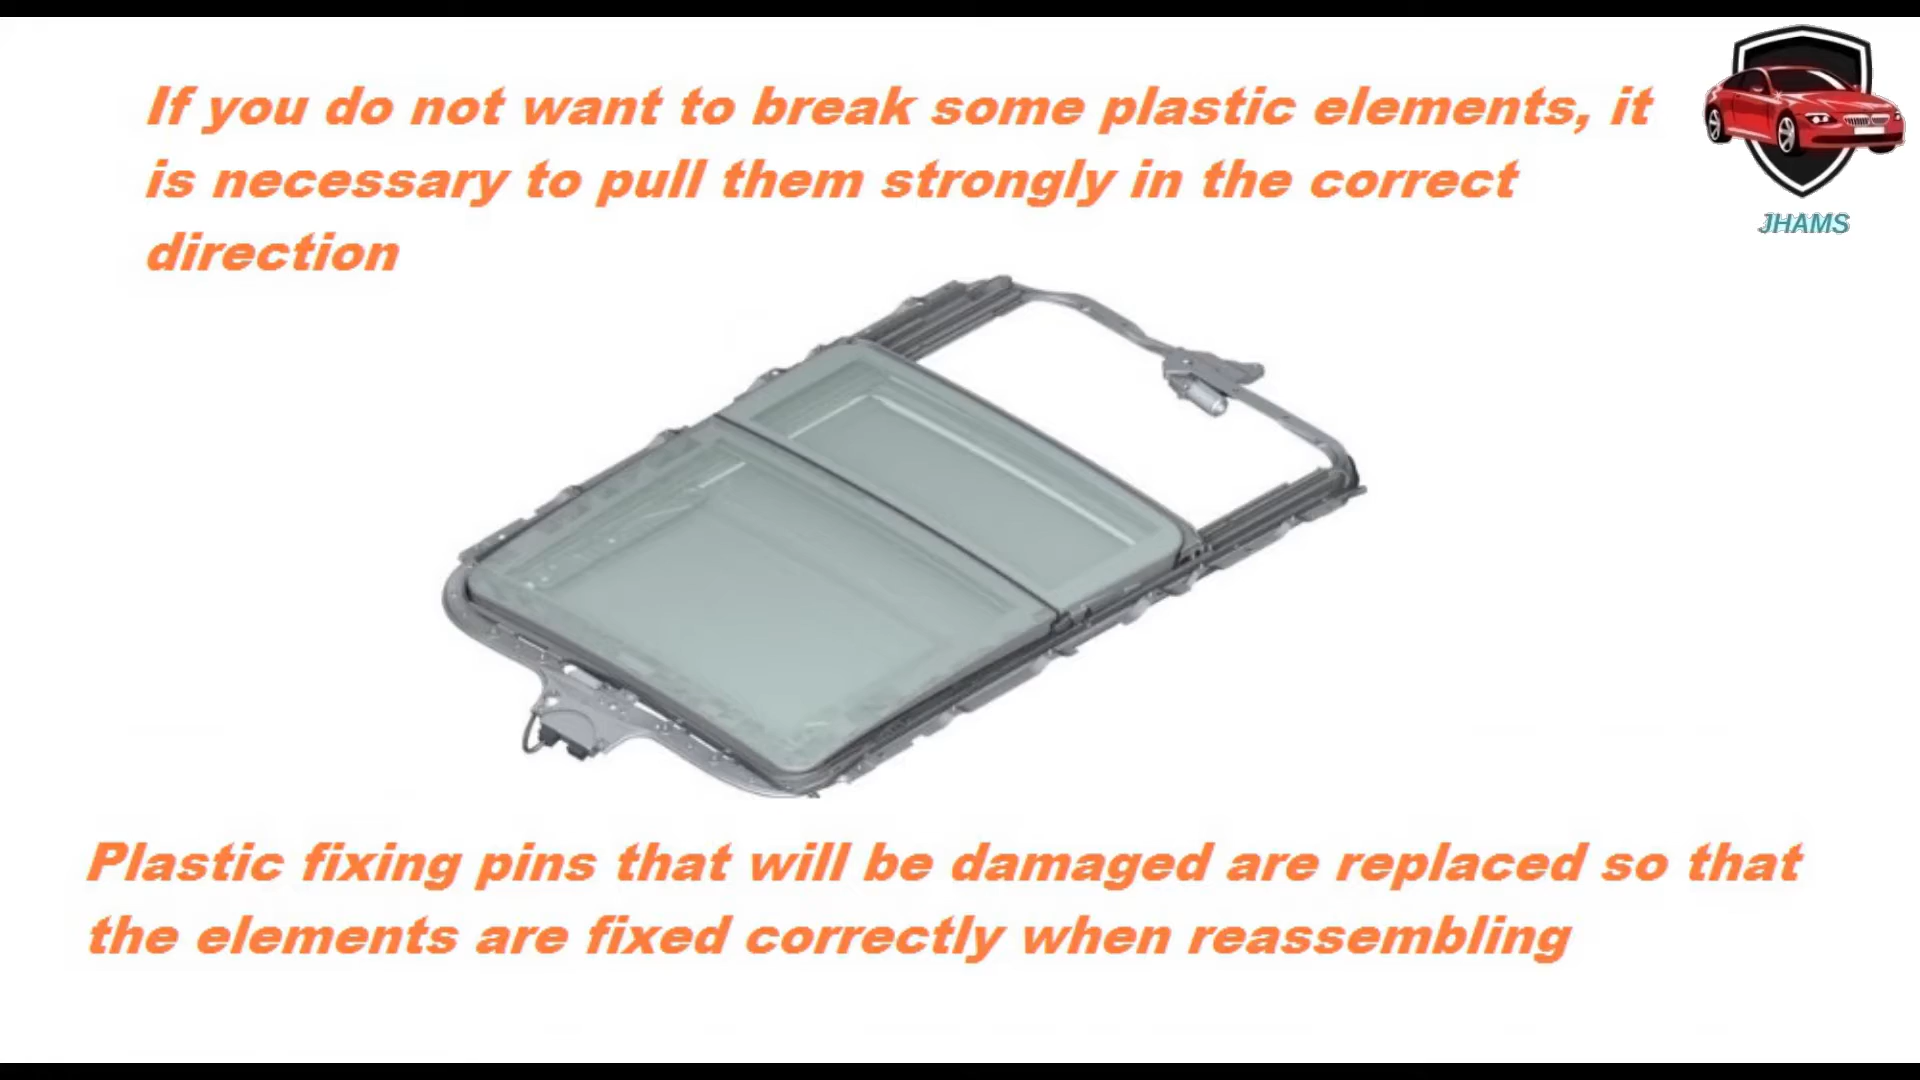 If you do not want to break some plastic elements, it
is necessary to pull them strongly in the correct
direction
JHAMS
Plastic fixing pins that will be damaged are replaced so that
the elements are fixed correctly when reassembling